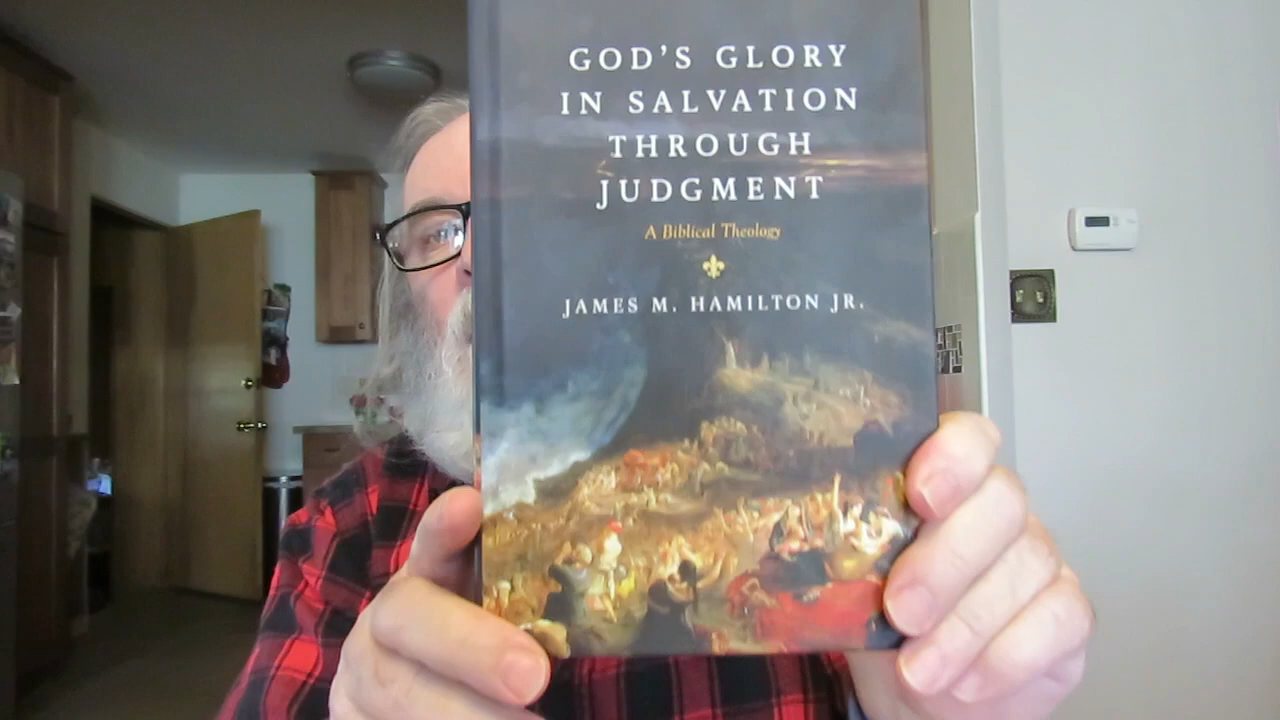 GOD'S GLORY
IN SALVATION
THROUGH
JUDGMENT
A Biblical Theology
JAMES M. HAMILTON JR.